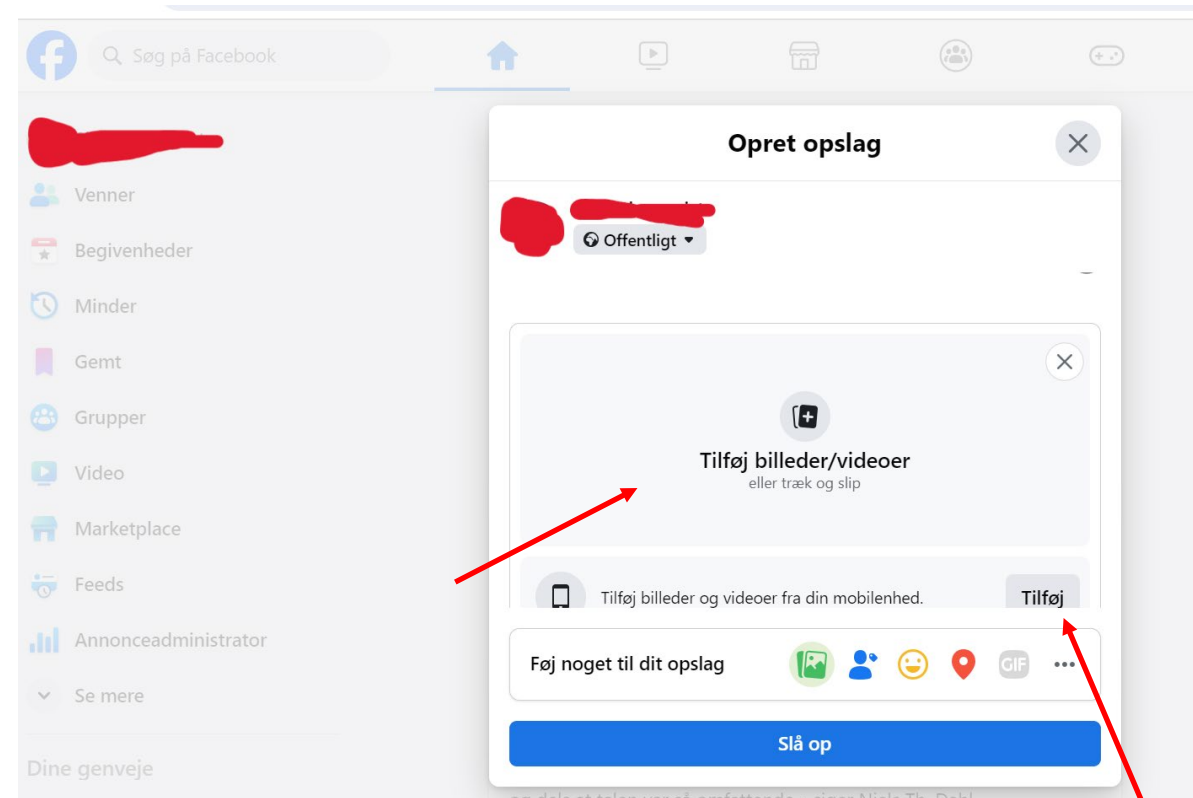 Søg på Facebook
Venner
Begivenheder
Minder
Gemt
Grupper
Video
Marketplace
Feeds
Annonceadministrator
Se mere
Dine genveje
Opret opslag
Offentligt
Tilføj billeder/videoer
eller træk og slip
Tilføj billeder og videoer fra din mobilenhed.
Tilføj
Føj noget til dit opslag
GIF
Slå op